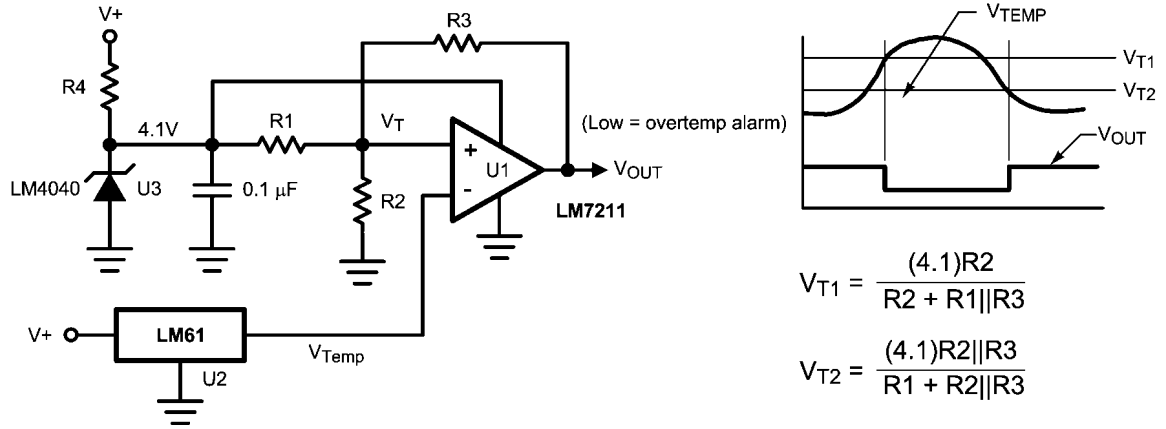 V+
R3
R4
4.1V
R1
VT
(Low = overtemp alarm)
+
U1
-
VOUT
LM4040
U3
0.1 µF
R2
LM7211
V+
LM61
VTemp
U2
VTEMP
VT1
VT2
VOUT
VT1 = (4.1)R2 / R2 + R1||R3
VT2 = (4.1)R2||R3 / R1 + R2||R3